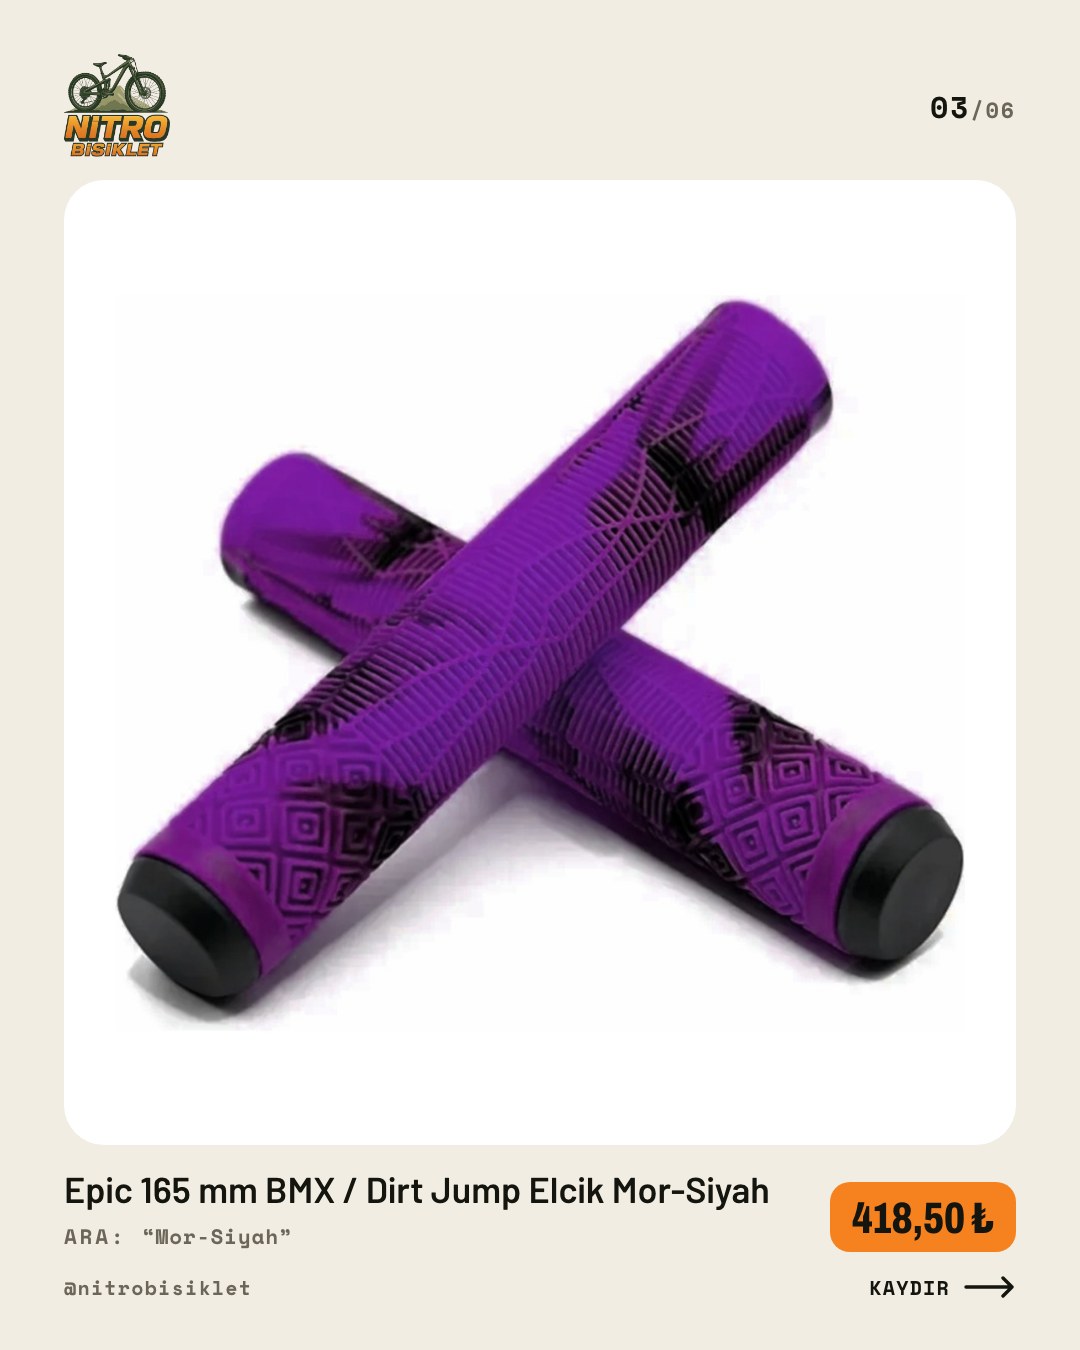 NiTRO
BISIKLET
03/06
Epic 165 mm BMX / Dirt Jump Elcik Mor-Siyah
ARA: “Mor-Siyah”
418,50 ₺
@nitrobisiklet
KAYDIR